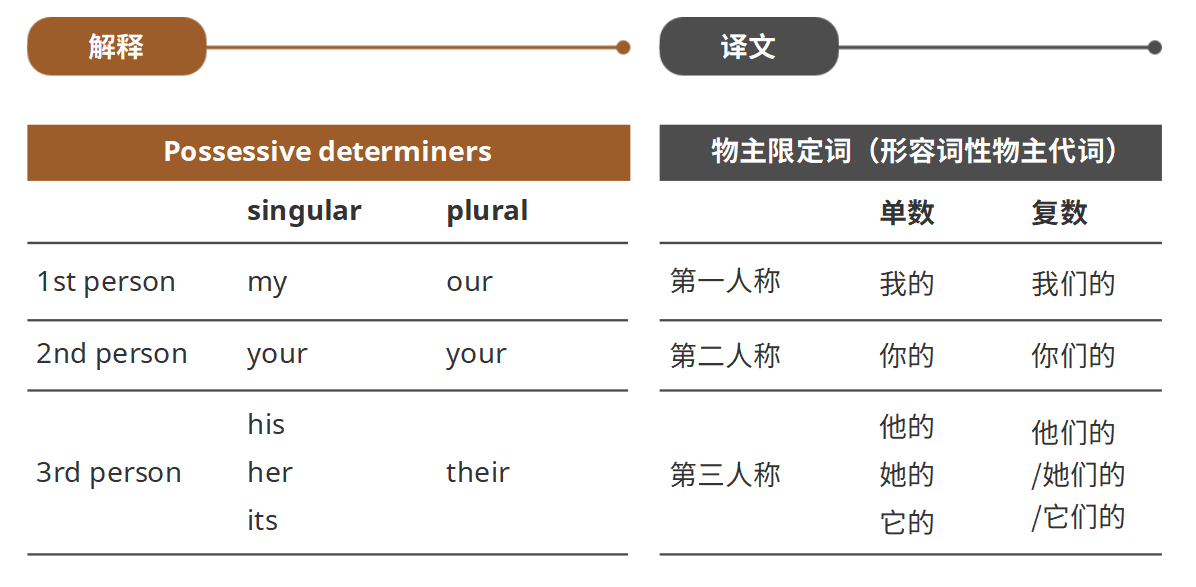 解释
Possessive determiners
singular plural
1st person my our
2nd person your your
his
3rd person her their
its
译文
物主限定词（形容词性物主代词）
单数 复数
第一人称 我的 我们的
第二人称 你的 你们的
他的 他们的
第三人称 她的 /她们的
它的 /它们的